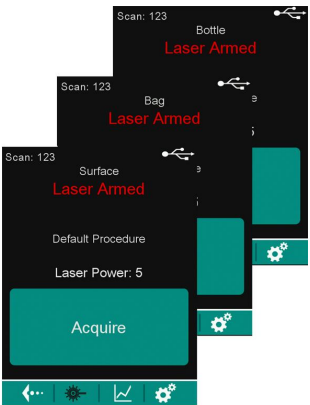 Scan: 123
Bottle
Laser Armed
Scan: 123
Bag
Laser Armed
Scan: 123
Surface
Laser Armed
Default Procedure
Laser Power: 5
Acquire